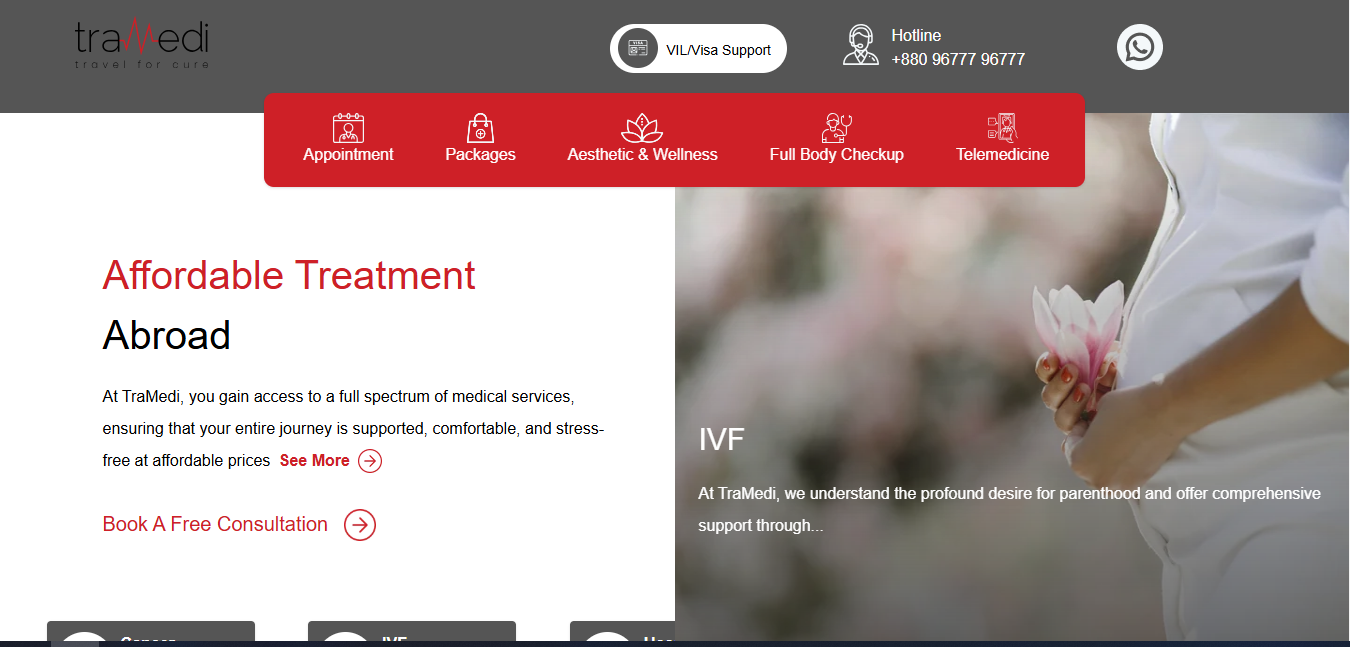 traMedi
travel for cure
VISA
VIL/Visa Support
Hotline
+880 96777 96777
Appointment
Packages
Aesthetic & Wellness
Full Body Checkup
Telemedicine
Affordable Treatment
Abroad
At TraMedi, you gain access to a full spectrum of medical services,
ensuring that your entire journey is supported, comfortable, and stress-
free at affordable prices See More
Book A Free Consultation
IVF
At TraMedi, we understand the profound desire for parenthood and offer comprehensive
support through...
IVF